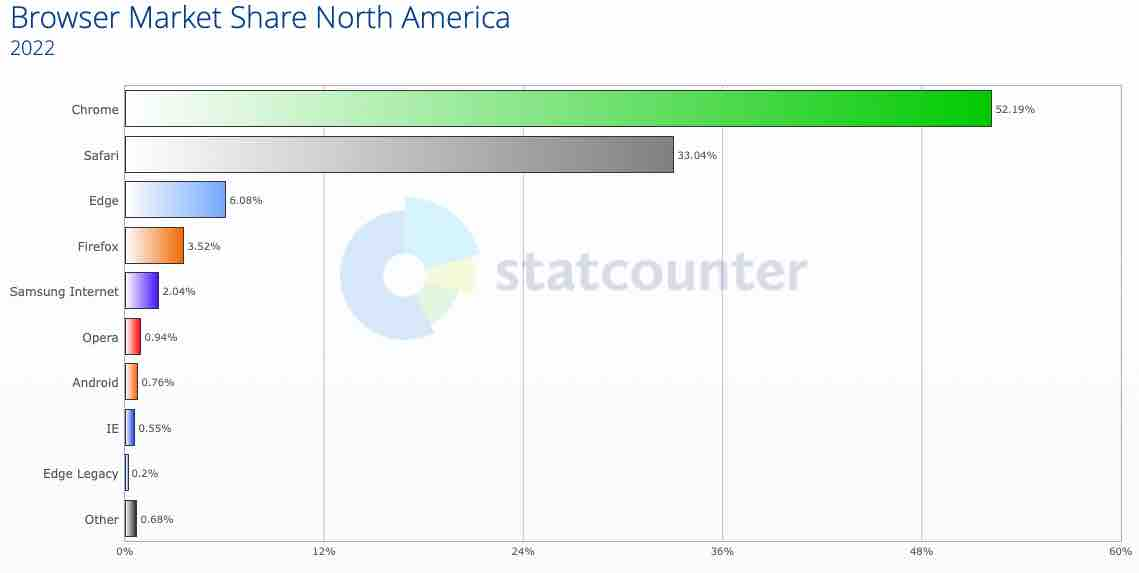 Browser Market Share North America
2022
Chrome 52.19%
Safari 33.04%
Edge 6.08%
Firefox 3.52%
statcounter
Samsung Internet 2.04%
Opera 0.94%
Android 0.76%
IE 0.55%
Edge Legacy 0.2%
Other 0.68%
0% 12% 24% 36% 48% 60%